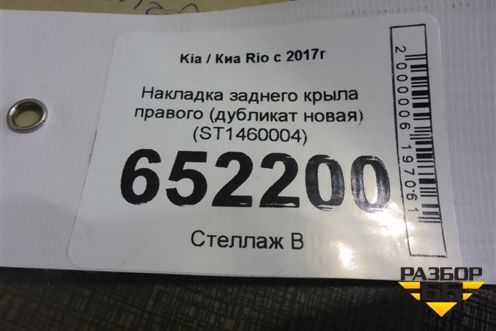 Kia / Киа Rio с 2017г
Накладка заднего крыла
правого (дубликат новая)
(ST1460004)
652200
Стеллаж В
2000006197061
РАЗБОР